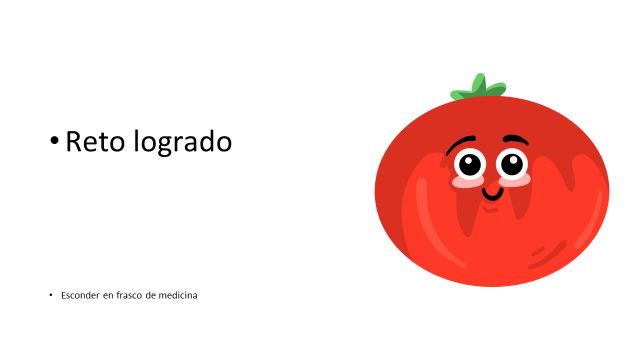 • Reto logrado
• Esconder en frasco de medicina